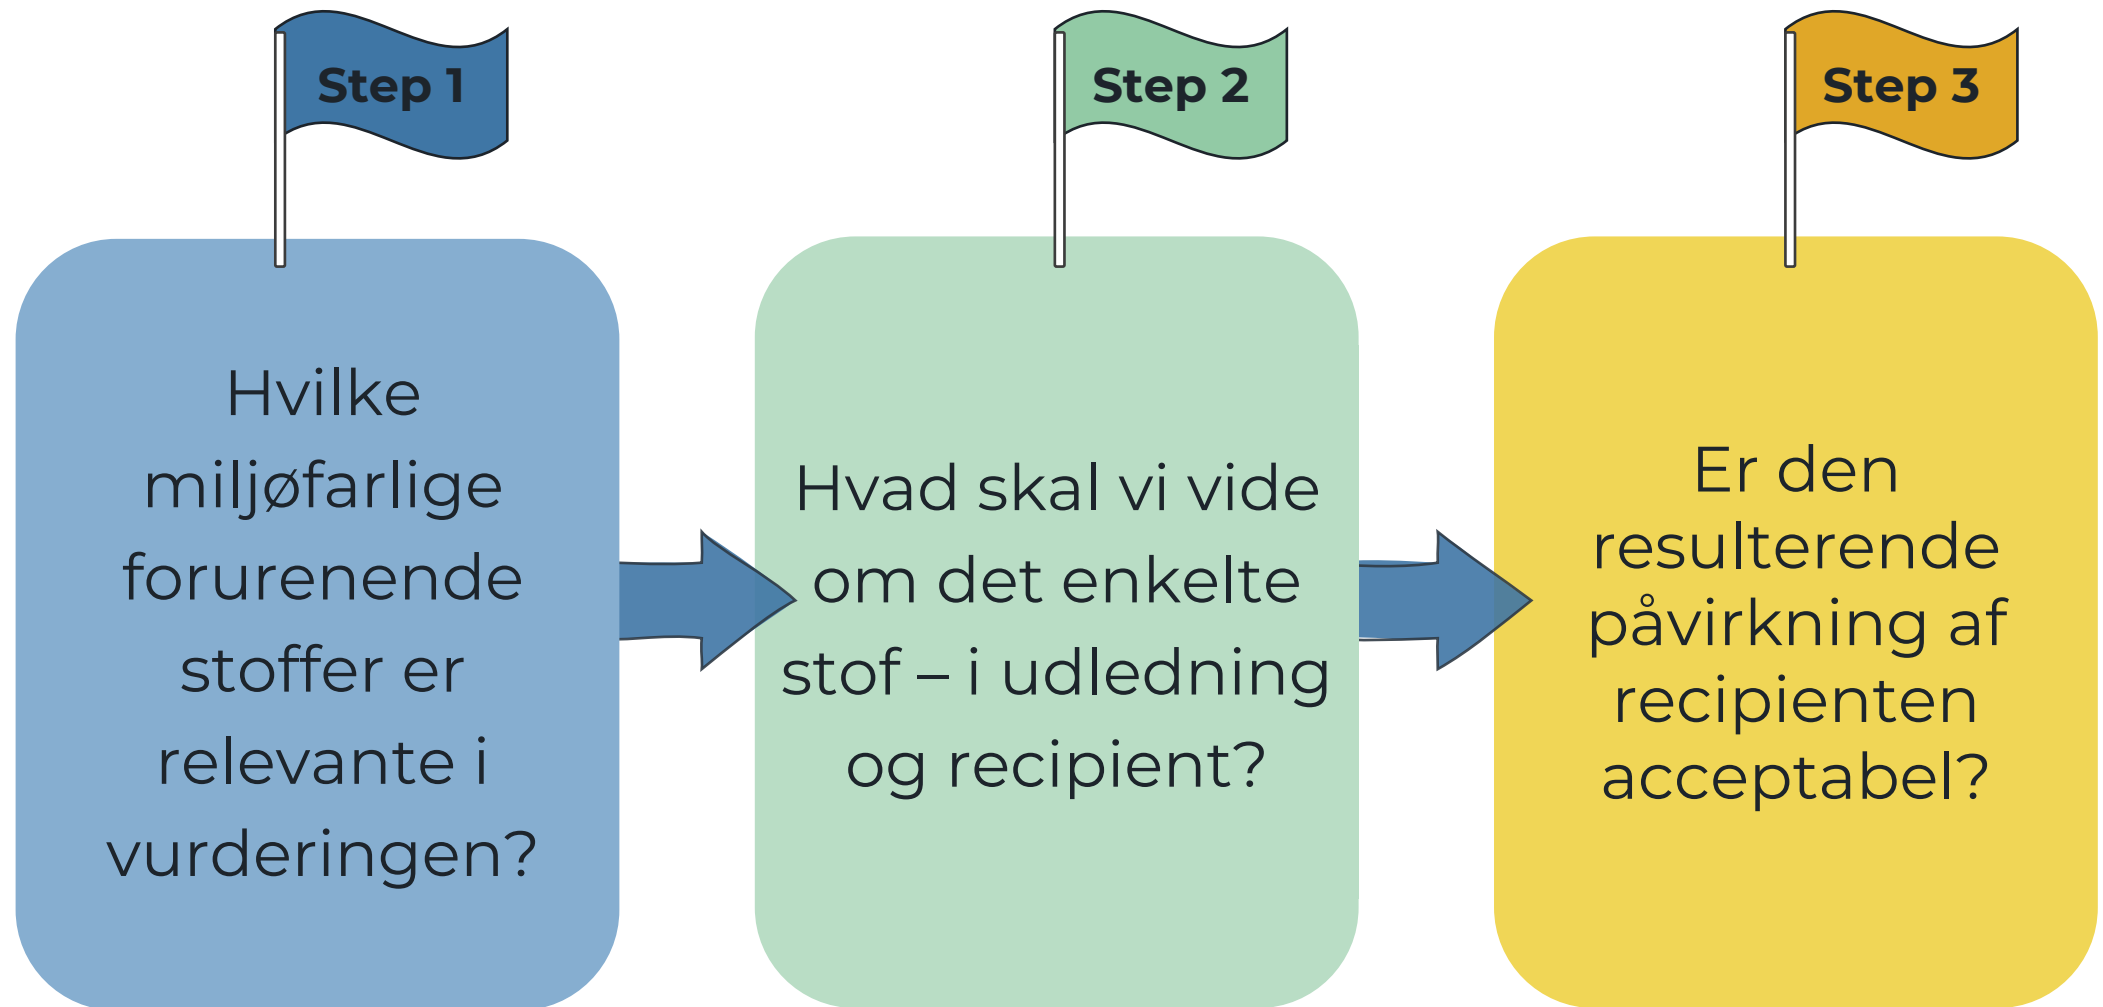 Step 1
Hvilke
miljøfarlige
forurenende
stoffer er
relevante i
vurderingen?
Step 2
Hvad skal vi vide
om det enkelte
stof – i udledning
og recipient?
Step 3
Er den
resulterende
påvirkning af
recipienten
acceptabel?